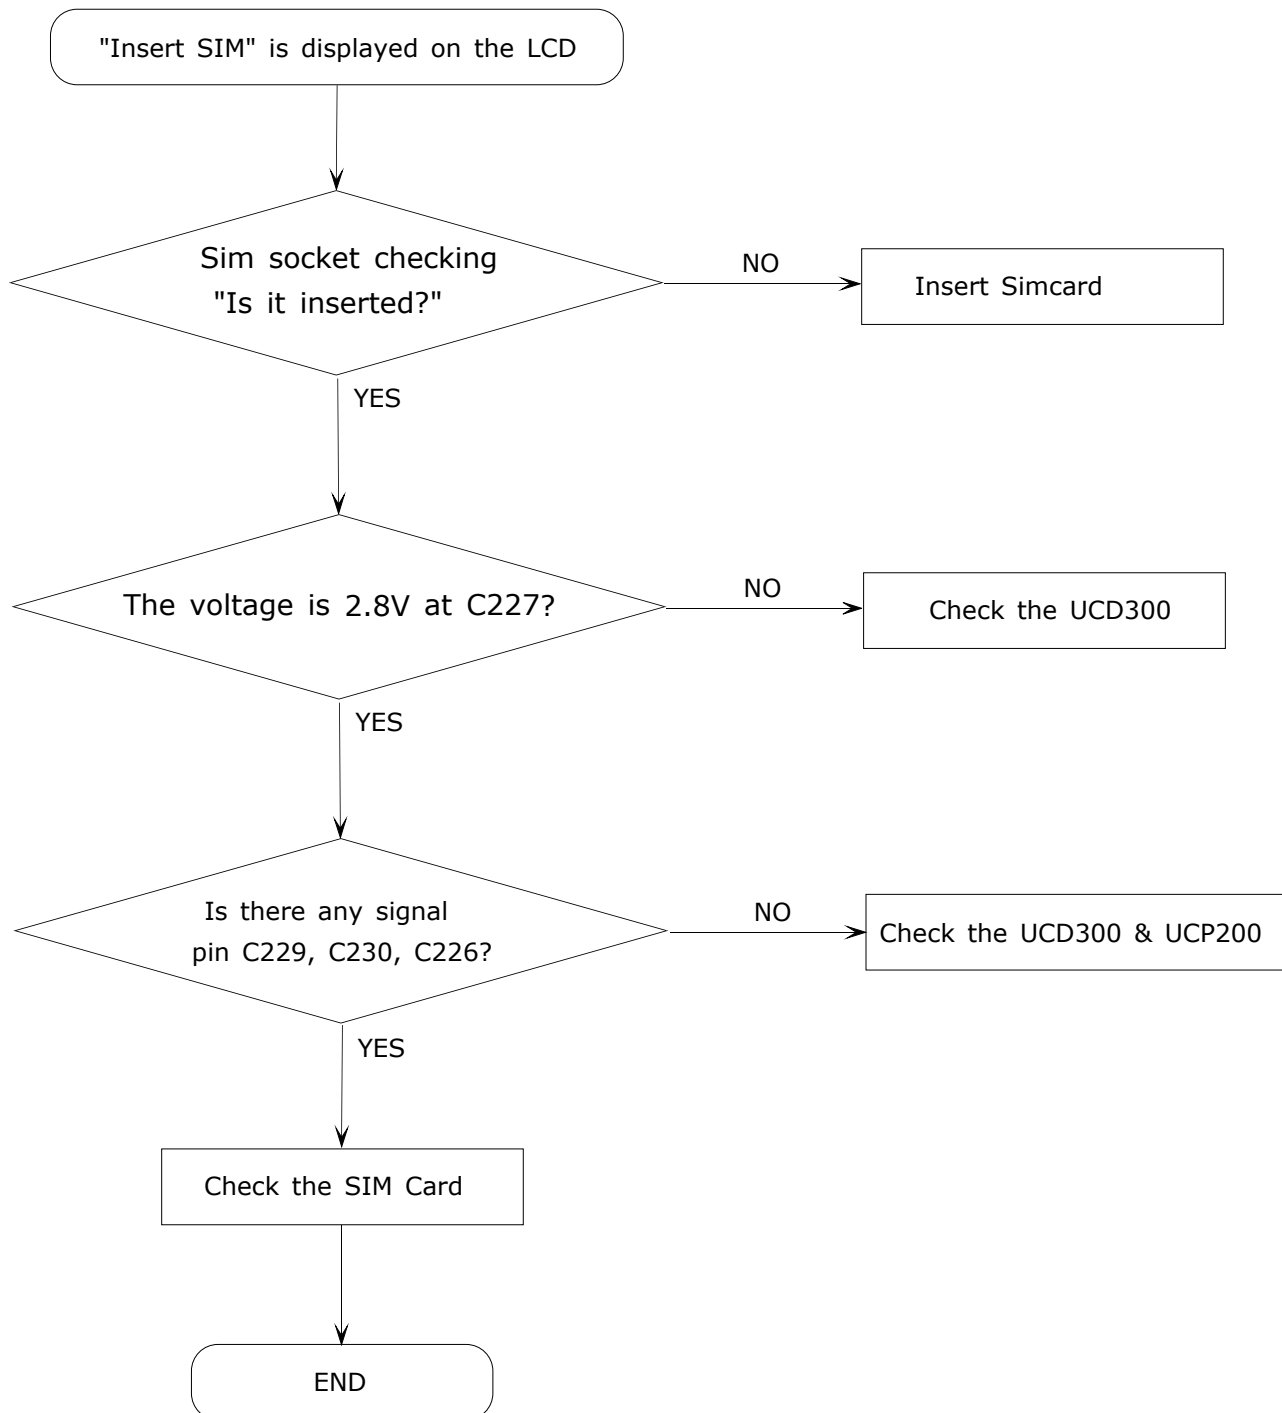 "Insert SIM" is displayed on the LCD
Sim socket checking
"Is it inserted?"
NO
Insert Simcard
YES
The voltage is 2.8V at C227?
NO
Check the UCD300
YES
Is there any signal
pin C229, C230, C226?
NO
Check the UCD300 & UCP200
YES
Check the SIM Card
END